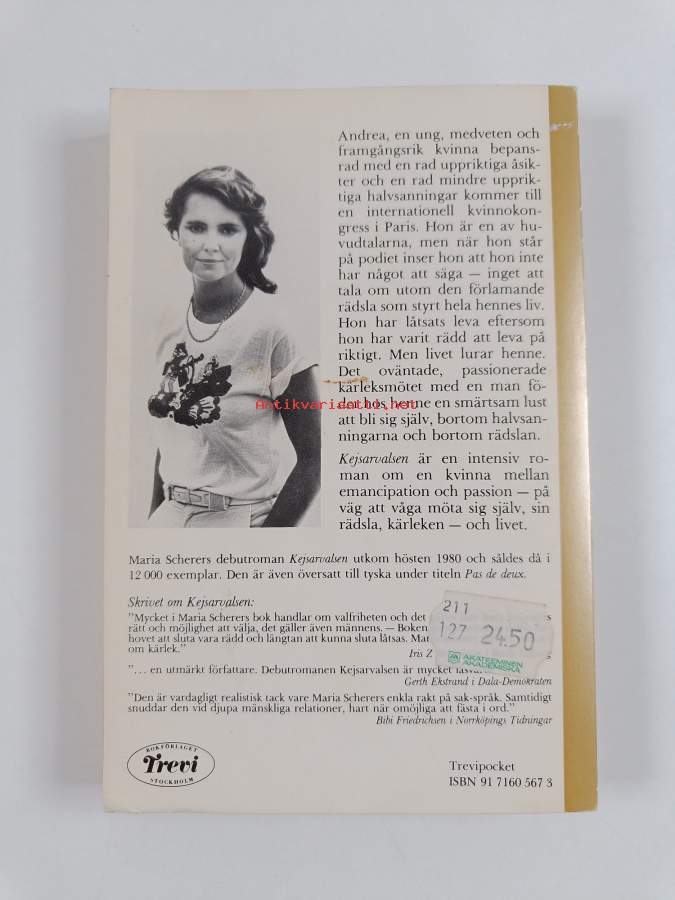 Andrea, en ung, medveten och
framgångsrik kvinna bepans-
rad med en rad uppriktiga åsik-
ter och en rad mindre upprik-
tiga halvsanningar kommer till
en internationell kvinnokon-
gress i Paris. Hon är en av hu-
vudtalarna, men när hon står
på podiet inser hon att hon inte
har något att säga — inget att
tala om utom den förlamande
rädsla som styrt hela hennes liv.
Hon har låtsats leva eftersom
hon har varit rädd att leva på
riktigt. Men livet lurar henne.
Det oväntade, passionerade
kärleksmötet med en man fö-
der hos henne en smärtsam lust
att bli sig själv, bortom halvsan-
ningarna och bortom rädslan.
Kejsarvalsen är en intensiv ro-
man om en kvinna mellan
emancipation och passion — på
väg att våga möta sig själv, sin
rädsla, kärleken — och livet.
Antikvariaatti.net
Maria Scherers debutroman Kejsarvalsen utkom hösten 1980 och såldes då i
12 000 exemplar. Den är även översatt till tyska under titeln Pas de deux.
Skrivet om Kejsarvalsen:
"Mycket i Maria Scherers bok handlar om valfriheten och det
rätt och möjlighet att välja, det gäller även männens. — Boken
hovet att sluta vara rädd och längtan att kunna sluta låtsas.
om kärlek."
Iris
"... en utmärkt författare. Debutromanen Kejsarvalsen är mycket
Gerth Ekstrand i Dala-Demokraten
"Den är vardagligt realistisk tack vare Maria Scherers enkla rakt på sak-språk. Samtidigt
snuddar den vid djupa mänskliga relationer, hart när omöjliga att fästa i ord."
Bibi Friedrichsen i Norrköpings Tidningar
211
127 24.50
AKATEEMINEN
AKADEMISKA
BOKFÖRLAGET
Trevi
STOCKHOLM
Trevipocket
ISBN 91 7160 567 3